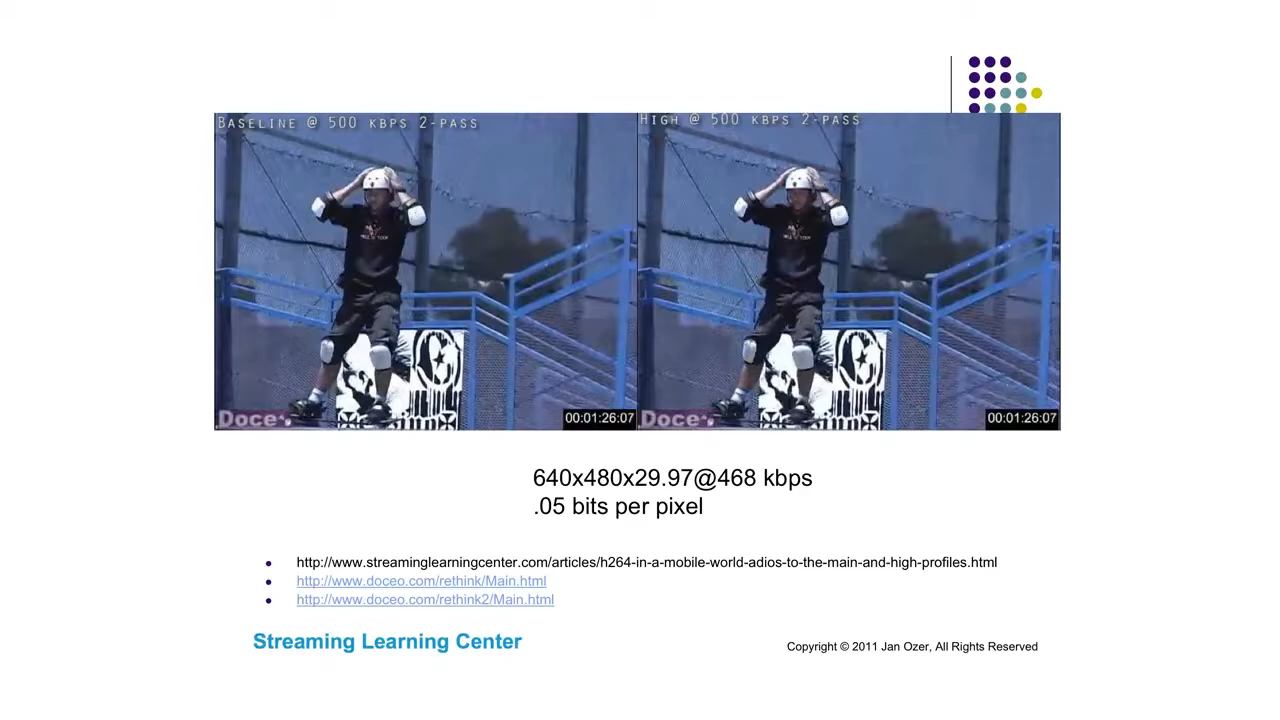 BASELINE @ 500 KBPS 2-PASS
HIGH @ 500 KBPS 2-PASS
Doceo
00:01:26:07
Doceo
00:01:26:07
640x480x29.97@468 kbps
.05 bits per pixel
http://www.streaminglearningcenter.com/articles/h264-in-a-mobile-world-adios-to-the-main-and-high-profiles.html
http://www.doceo.com/rethink/Main.html
http://www.doceo.com/rethink2/Main.html
Streaming Learning Center
Copyright © 2011 Jan Ozer, All Rights Reserved